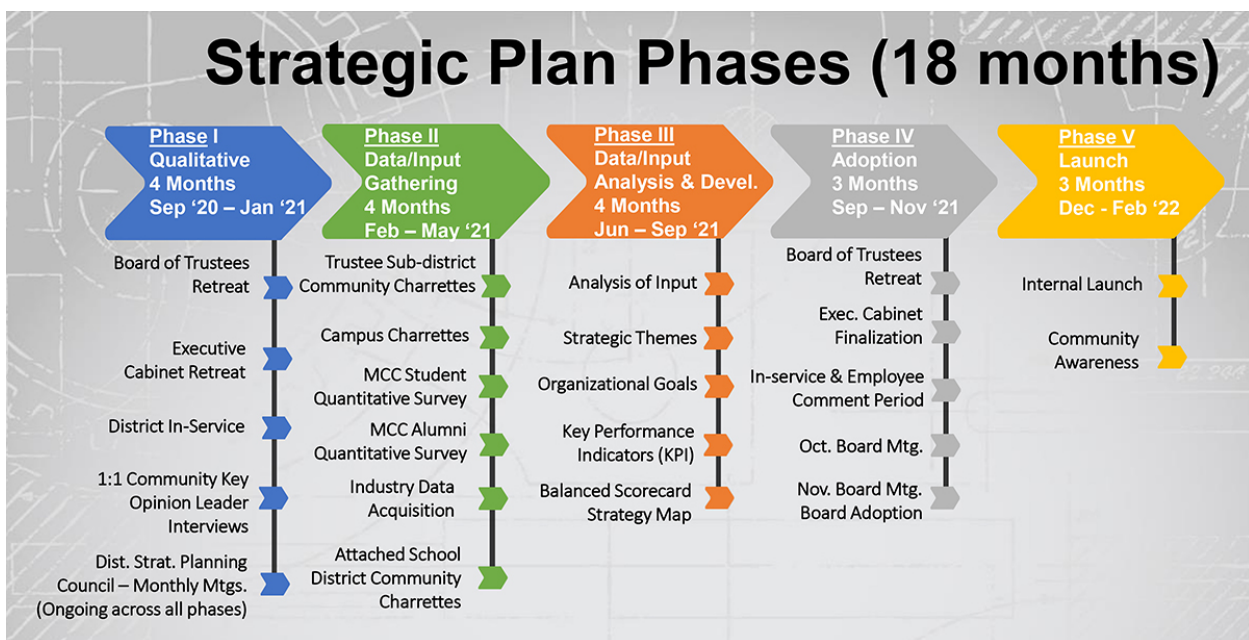 Strategic Plan Phases (18 months)
Phase I
Qualitative
4 Months
Sep ‘20 – Jan ‘21
Board of Trustees
Retreat
Executive
Cabinet Retreat
District In-Service
1:1 Community Key
Opinion Leader
Interviews
Dist. Strat. Planning
Council – Monthly Mtgs.
(Ongoing across all phases)
Phase II
Data/Input
Gathering
4 Months
Feb – May ‘21
Trustee Sub-district
Community Charrettes
Campus Charrettes
MCC Student
Quantitative Survey
MCC Alumni
Quantitative Survey
Industry Data
Acquisition
Attached School
District Community
Charrettes
Phase III
Data/Input
Analysis & Devel.
4 Months
Jun – Sep ‘21
Analysis of Input
Strategic Themes
Organizational Goals
Key Performance
Indicators (KPI)
Balanced Scorecard
Strategy Map
Phase IV
Adoption
3 Months
Sep – Nov ‘21
Board of Trustees
Retreat
Exec. Cabinet
Finalization
In-service & Employee
Comment Period
Oct. Board Mtg.
Nov. Board Mtg.
Board Adoption
Phase V
Launch
3 Months
Dec - Feb ‘22
Internal Launch
Community
Awareness